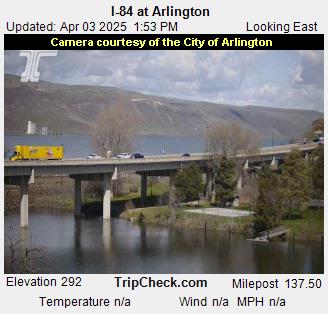 I-84 at Arlington
Updated: Apr 03 2025 1:53 PM Looking East
Camera courtesy of the City of Arlington
Elevation 292 TripCheck.com Milepost 137.50
Temperature n/a Wind n/a MPH n/a